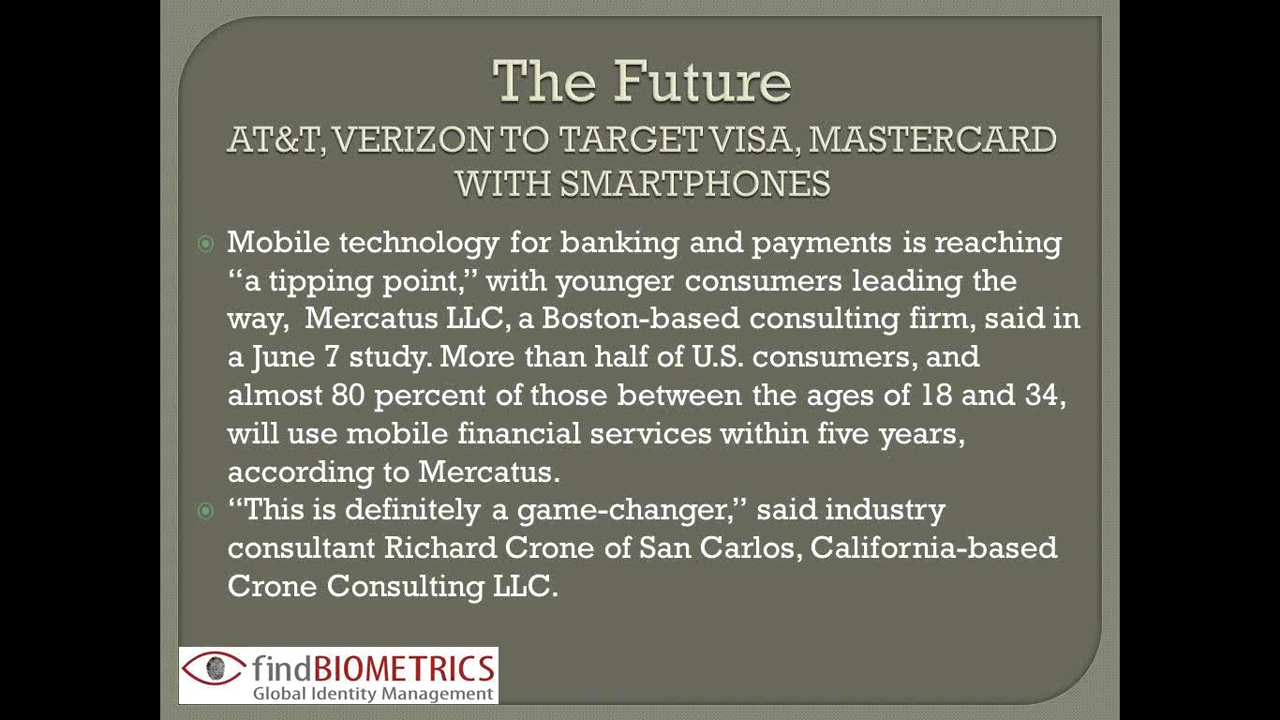 The Future
AT&T, VERIZON TO TARGET VISA, MASTERCARD
WITH SMARTPHONES
Mobile technology for banking and payments is reaching
“a tipping point,” with younger consumers leading the
way,  Mercatus LLC, a Boston-based consulting firm, said in
a June 7 study. More than half of U.S. consumers, and
almost 80 percent of those between the ages of 18 and 34,
will use mobile financial services within five years,
according to Mercatus.
“This is definitely a game-changer,” said industry
consultant Richard Crone of San Carlos, California-based
Crone Consulting LLC.
findBIOMETRICS
Global Identity Management